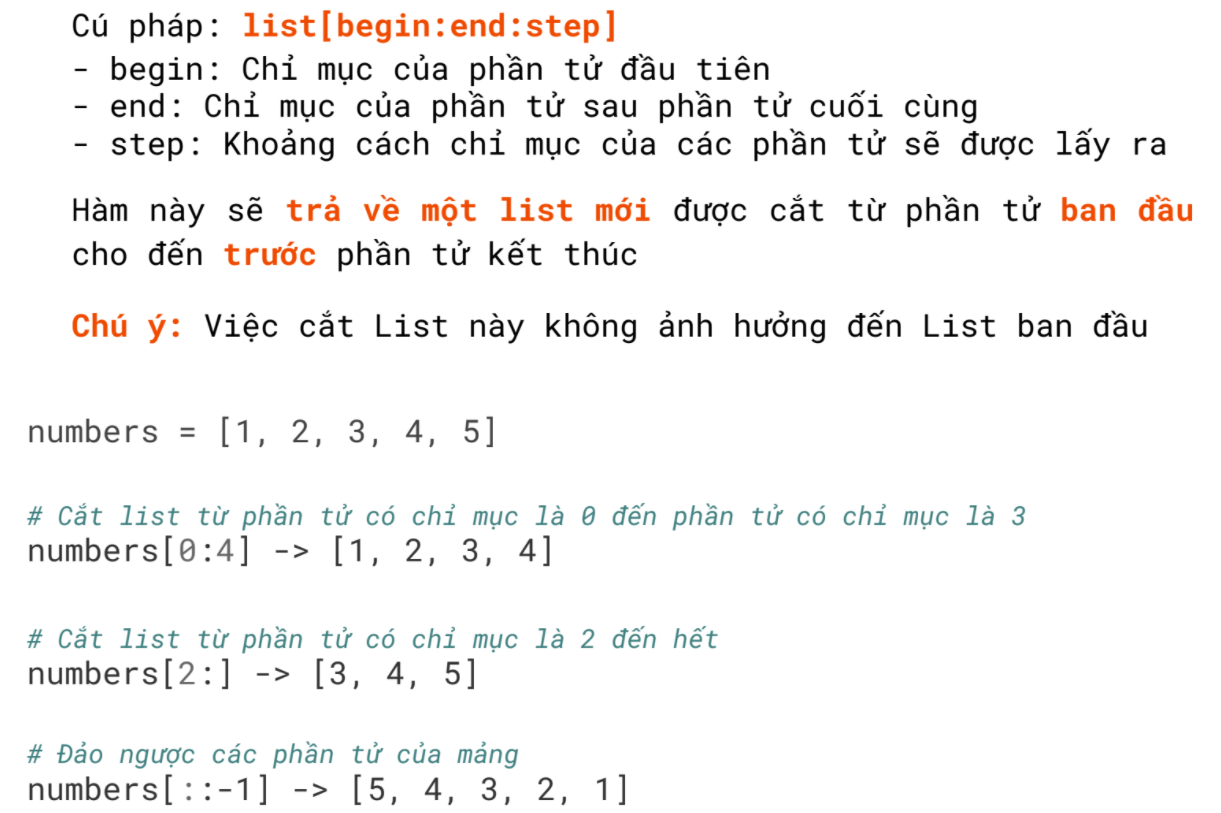 Cú pháp: list[begin:end:step]
- begin: Chỉ mục của phần tử đầu tiên
- end: Chỉ mục của phần tử sau phần tử cuối cùng
- step: Khoảng cách chỉ mục của các phần tử sẽ được lấy ra
Hàm này sẽ trả về một list mới được cắt từ phần tử ban đầu
cho đến trước phần tử kết thúc
Chú ý: Việc cắt List này không ảnh hưởng đến List ban đầu
numbers = [1, 2, 3, 4, 5]
# Cắt list từ phần tử có chỉ mục là 0 đến phần tử có chỉ mục là 3
numbers[0:4] -> [1, 2, 3, 4]
# Cắt list từ phần tử có chỉ mục là 2 đến hết
numbers[2:] -> [3, 4, 5]
# Đảo ngược các phần tử của mảng
numbers[::-1] -> [5, 4, 3, 2, 1]